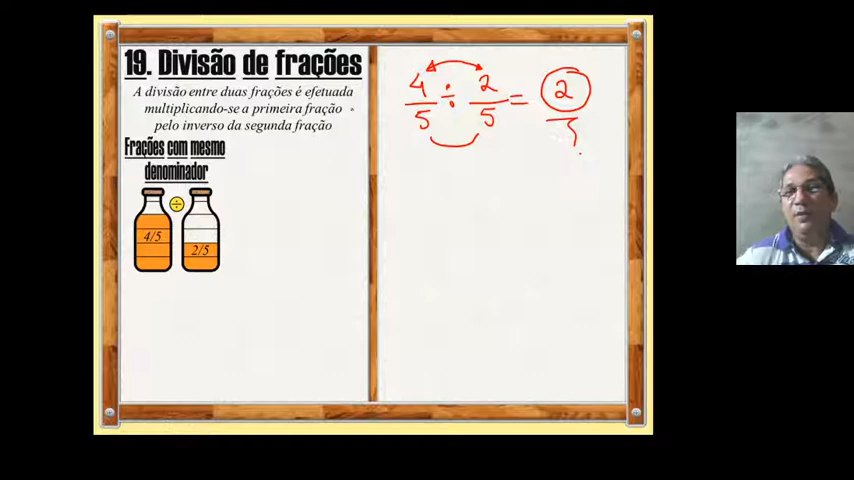 19. Divisão de frações
A divisão entre duas frações é efetuada
multiplicando-se a primeira fração
pelo inverso da segunda fração
Frações com mesmo
denominador
÷
4/5
2/5
4/5 ÷ 2/5 = 2